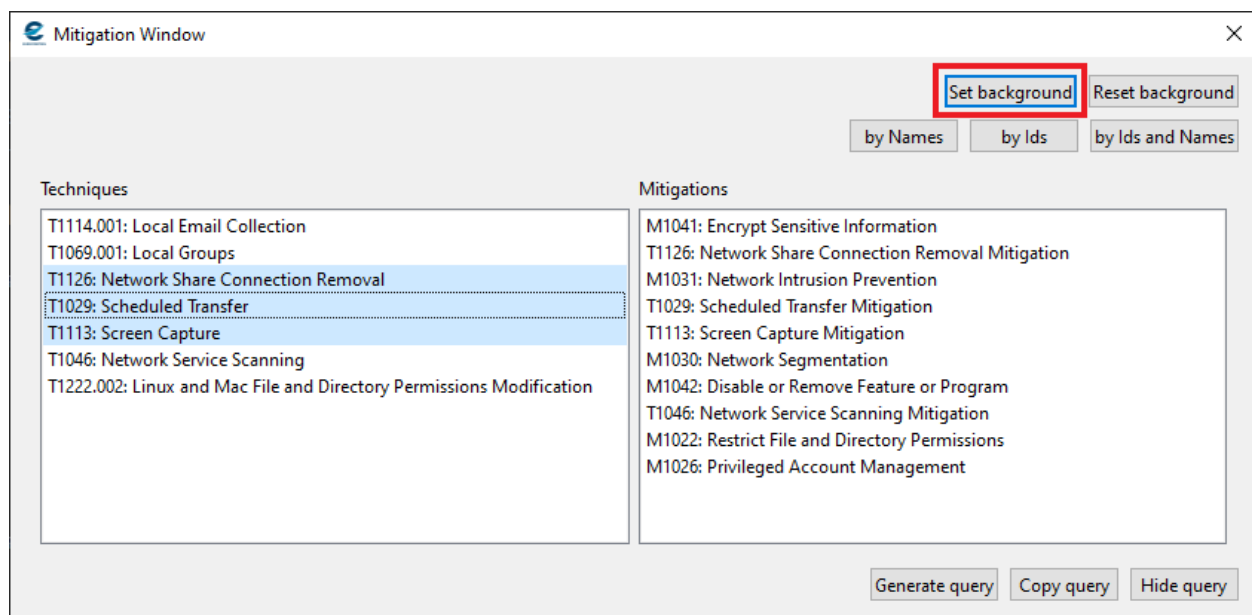 Mitigation Window
Set background Reset background
by Names by Ids by Ids and Names
Techniques
T1114.001: Local Email Collection
T1069.001: Local Groups
T1126: Network Share Connection Removal
T1029: Scheduled Transfer
T1113: Screen Capture
T1046: Network Service Scanning
T1222.002: Linux and Mac File and Directory Permissions Modification
Mitigations
M1041: Encrypt Sensitive Information
T1126: Network Share Connection Removal Mitigation
M1031: Network Intrusion Prevention
T1029: Scheduled Transfer Mitigation
T1113: Screen Capture Mitigation
M1030: Network Segmentation
M1042: Disable or Remove Feature or Program
T1046: Network Service Scanning Mitigation
M1022: Restrict File and Directory Permissions
M1026: Privileged Account Management
Generate query Copy query Hide query